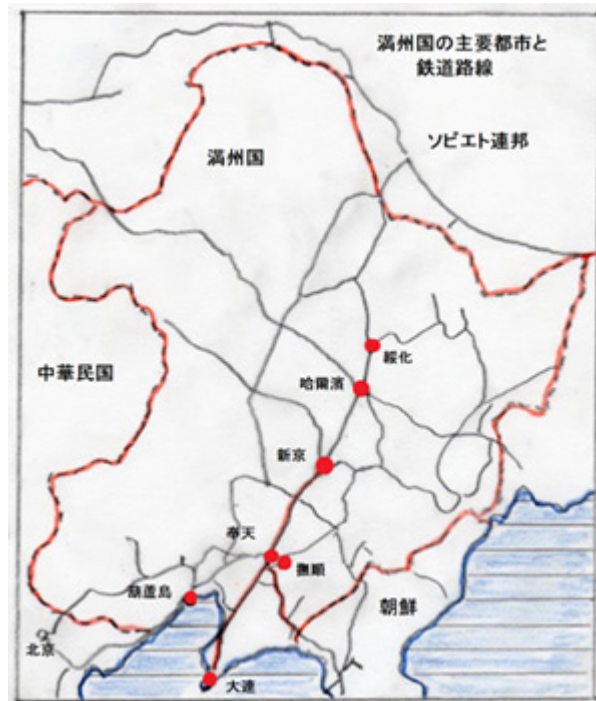 満州国の主要都市と
鉄道路線
ソビエト連邦
満州国
中華民国
綏化
哈爾濱
新京
奉天
撫順
葫蘆島
朝鮮
北京
大連